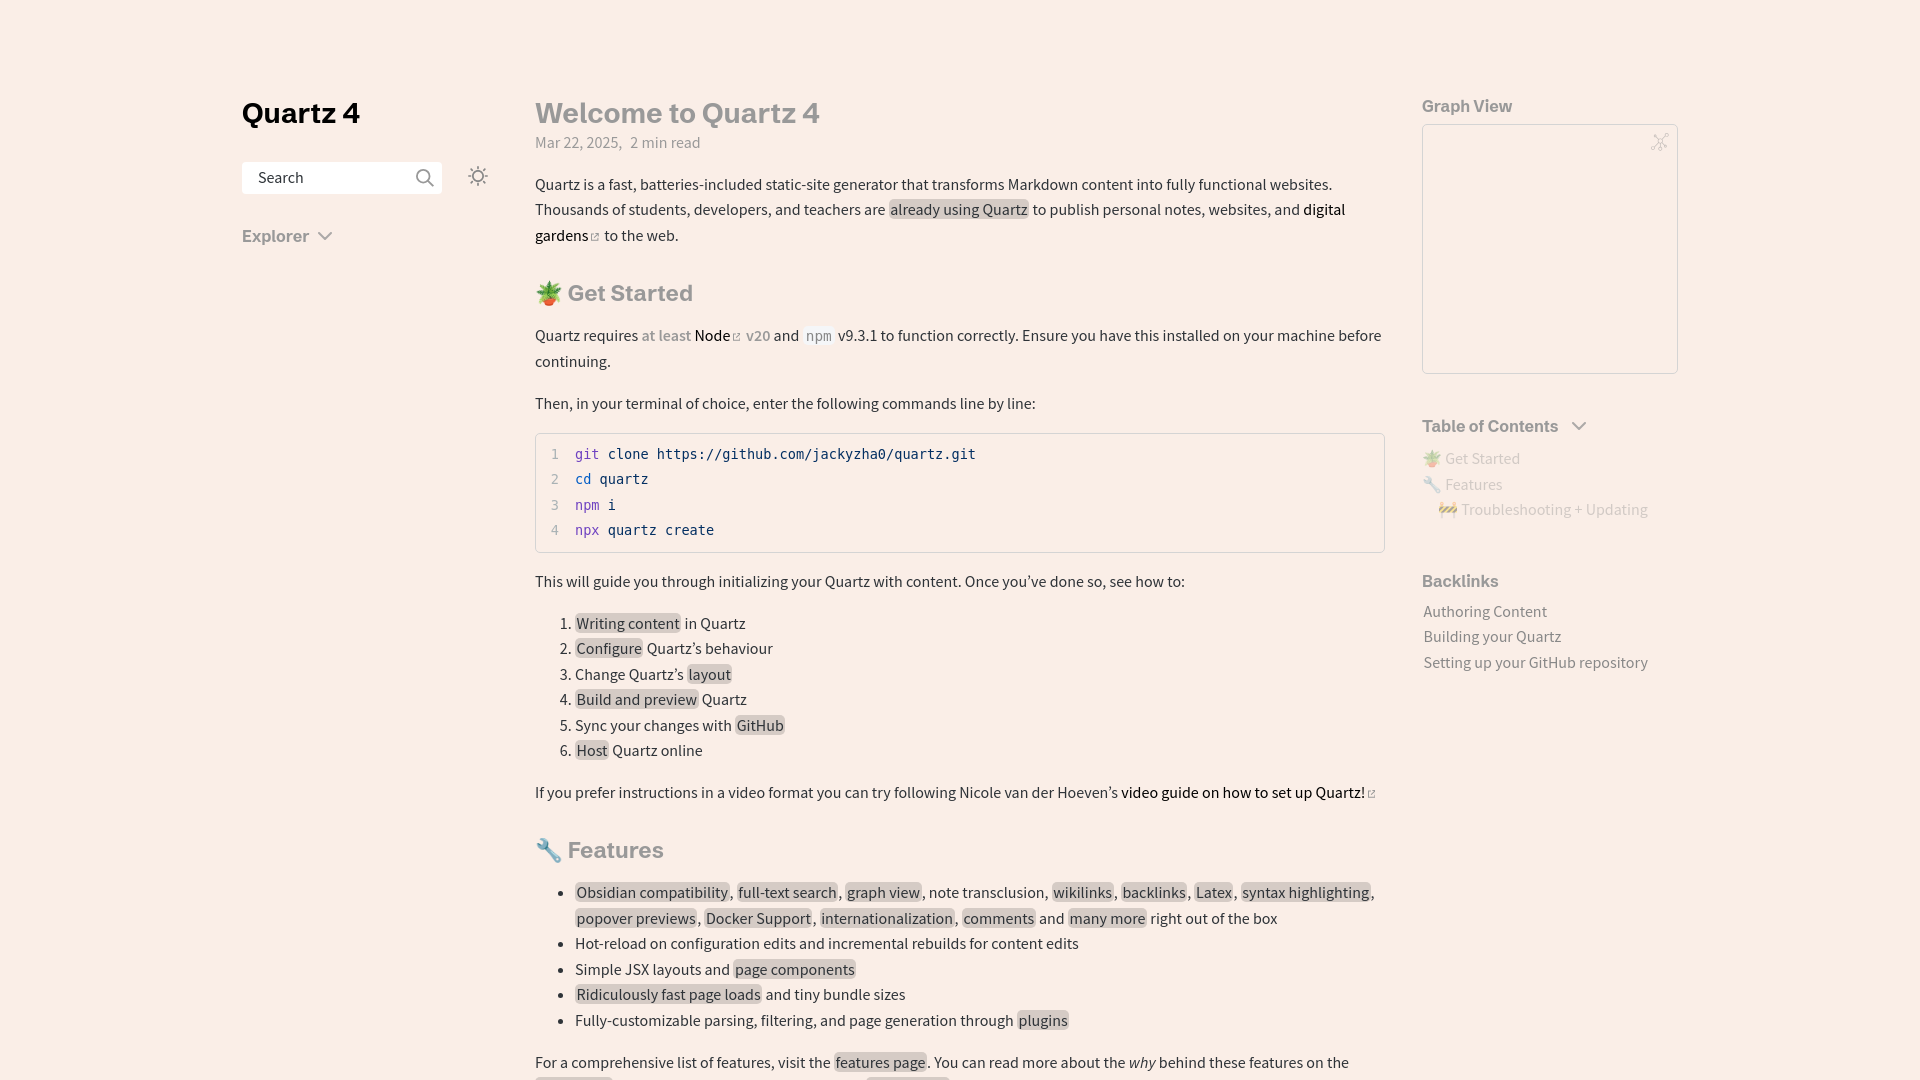 Quartz 4
Search
Explorer
Welcome to Quartz 4
Mar 22, 2025, 2 min read
Quartz is a fast, batteries-included static-site generator that transforms Markdown content into fully functional websites.
Thousands of students, developers, and teachers are already using Quartz to publish personal notes, websites, and digital
gardens to the web.
🪴 Get Started
Quartz requires at least Node v20 and npm v9.3.1 to function correctly. Ensure you have this installed on your machine before
continuing.
Then, in your terminal of choice, enter the following commands line by line:
1 git clone https://github.com/jackyzha0/quartz.git
2 cd quartz
3 npm i
4 npx quartz create
This will guide you through initializing your Quartz with content. Once you’ve done so, see how to:
1. Writing content in Quartz
2. Configure Quartz’s behaviour
3. Change Quartz’s layout
4. Build and preview Quartz
5. Sync your changes with GitHub
6. Host Quartz online
If you prefer instructions in a video format you can try following Nicole van der Hoeven’s video guide on how to set up Quartz!
🔧 Features
• Obsidian compatibility, full-text search, graph view, note transclusion, wikilinks, backlinks, Latex, syntax highlighting,
popover previews, Docker Support, internationalization, comments and many more right out of the box
• Hot-reload on configuration edits and incremental rebuilds for content edits
• Simple JSX layouts and page components
• Ridiculously fast page loads and tiny bundle sizes
• Fully-customizable parsing, filtering, and page generation through plugins
For a comprehensive list of features, visit the features page. You can read more about the why behind these features on the
Graph View
Table of Contents
🪴 Get Started
🔧 Features
🚧 Troubleshooting + Updating
Backlinks
Authoring Content
Building your Quartz
Setting up your GitHub repository